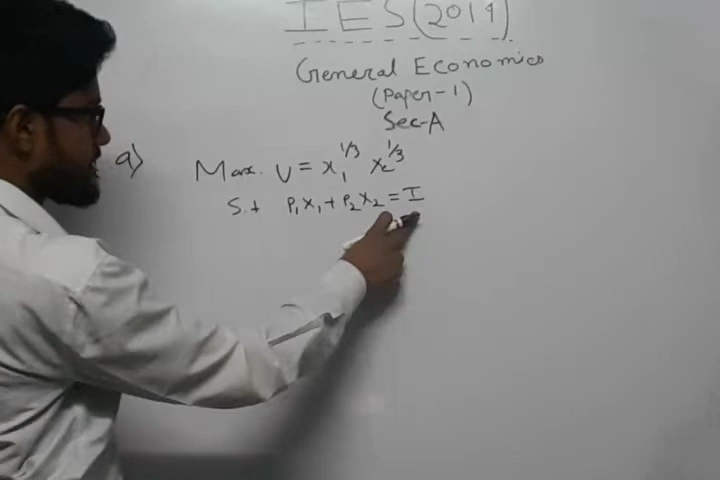 IES(2019)
General Economics
(Paper-1)
Sec-A
a) Max. U = x₁^1/3 x₂^1/3
S.t P₁x₁ + P₂x₂ = I